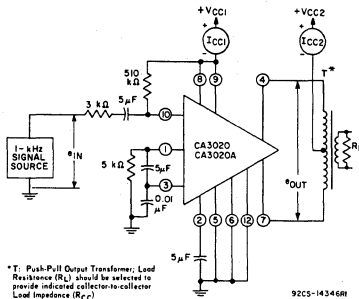 +VCC1
+VCC2
+
ICC1
-
+
ICC2
-
510
kΩ
8
9
4
T*
3 kΩ
5µF
10
1-kHz
SIGNAL
SOURCE
eIN
5 kΩ
1
5µF
3
0.01
µF
CA3020
CA3020A
eOUT
2
5
6
12
7
5µF
*T: Push-Pull Output Transformer; Load
Resistance (RL) should be selected to
provide indicated collector-to-collector
Load Impedance (RCC)
92CS-14346RI